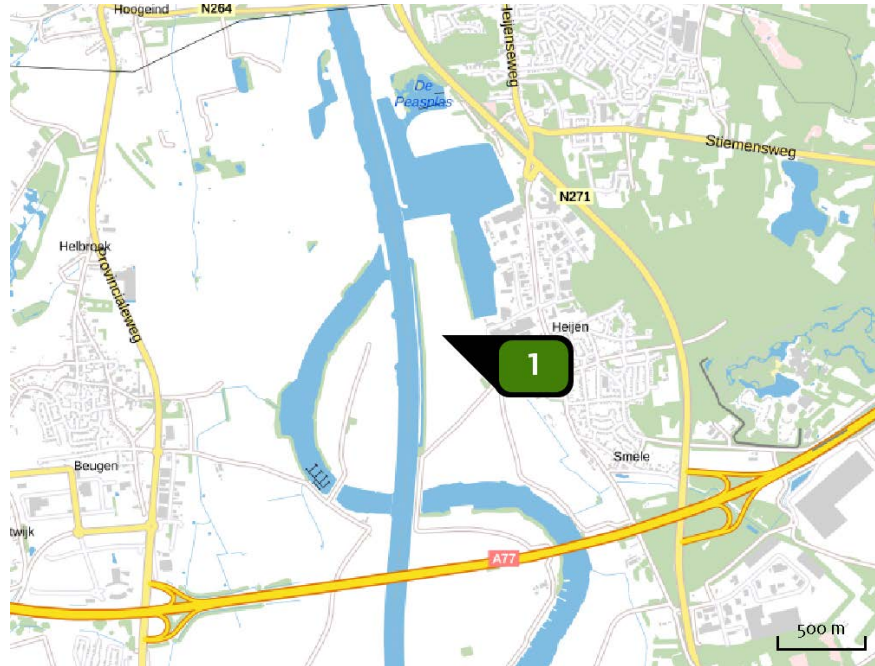 Hoogeind
N264
Heijenseweg
De
Peasplas
Stiemensweg
N271
Helbroek
Provincialeweg
Heijen
1
Beugen
Smele
twijk
A77
500 m